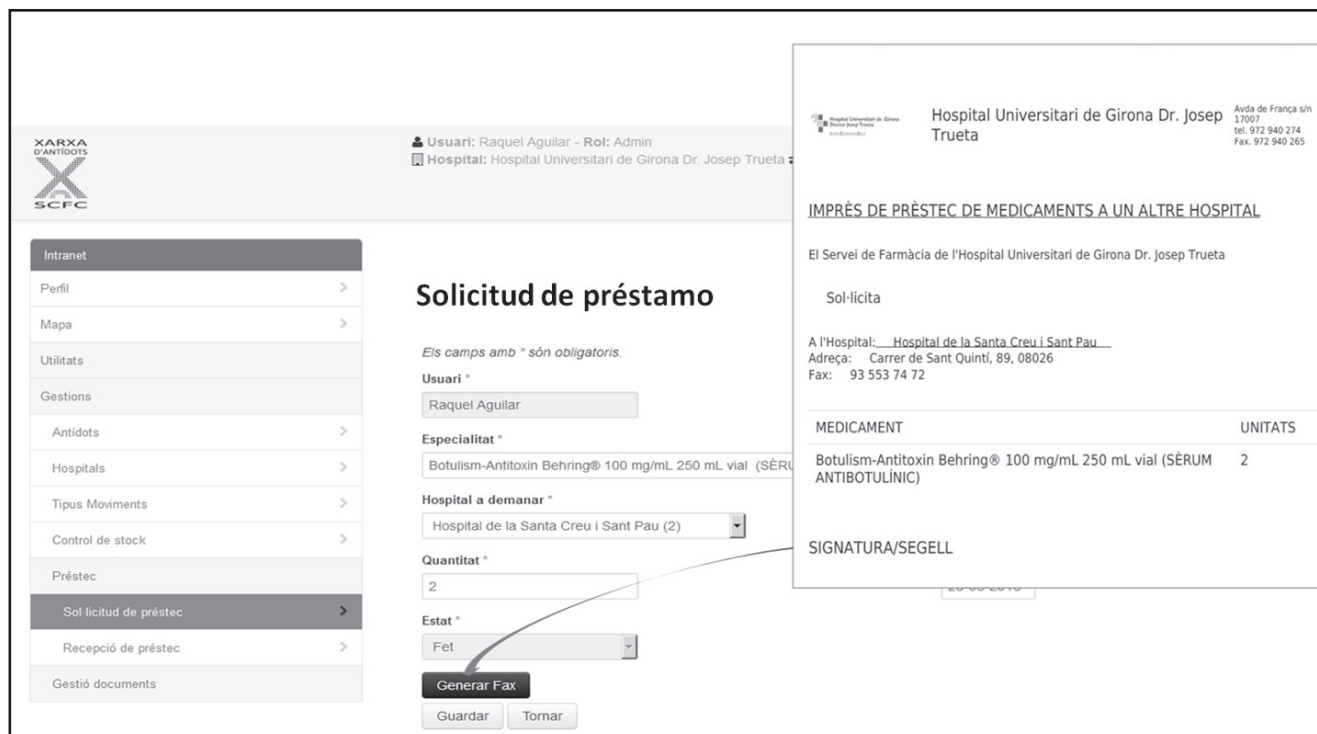 XARXA
D'ANTÍDOTS
SCFC
Usuari: Raquel Aguilar - Rol: Admin
Hospital: Hospital Universitari de Girona Dr. Josep Trueta
Intranet
Perfil
Mapa
Utilitats
Gestions
Antídots
Hospitals
Tipus Moviments
Control de stock
Préstec
Sol·licitud de préstec
Recepció de préstec
Gestió documents
Solicitud de préstamo
Els camps amb * són obligatoris.
Usuari *
Raquel Aguilar
Especialitat *
Botulism-Antitoxin Behring® 100 mg/mL 250 mL vial (SÈRU
Hospital a demanar *
Hospital de la Santa Creu i Sant Pau (2)
Quantitat *
2
Estat *
Fet
Generar Fax
Guardar Tornar
Hospital Universitari de Girona
Doctor Josep Trueta
Hospital Universitari de Girona Dr. Josep
Trueta
Avda de França s/n
17007
tel. 972 940 274
Fax. 972 940 265
IMPRÈS DE PRÈSTEC DE MEDICAMENTS A UN ALTRE HOSPITAL
El Servei de Farmàcia de l'Hospital Universitari de Girona Dr. Josep Trueta
Sol·licita
A l'Hospital: Hospital de la Santa Creu i Sant Pau
Adreça: Carrer de Sant Quintí, 89, 08026
Fax: 93 553 74 72
MEDICAMENT UNITATS
Botulism-Antitoxin Behring® 100 mg/mL 250 mL vial (SÈRUM 2
ANTIBOTULÍNIC)
SIGNATURA/SEGELL